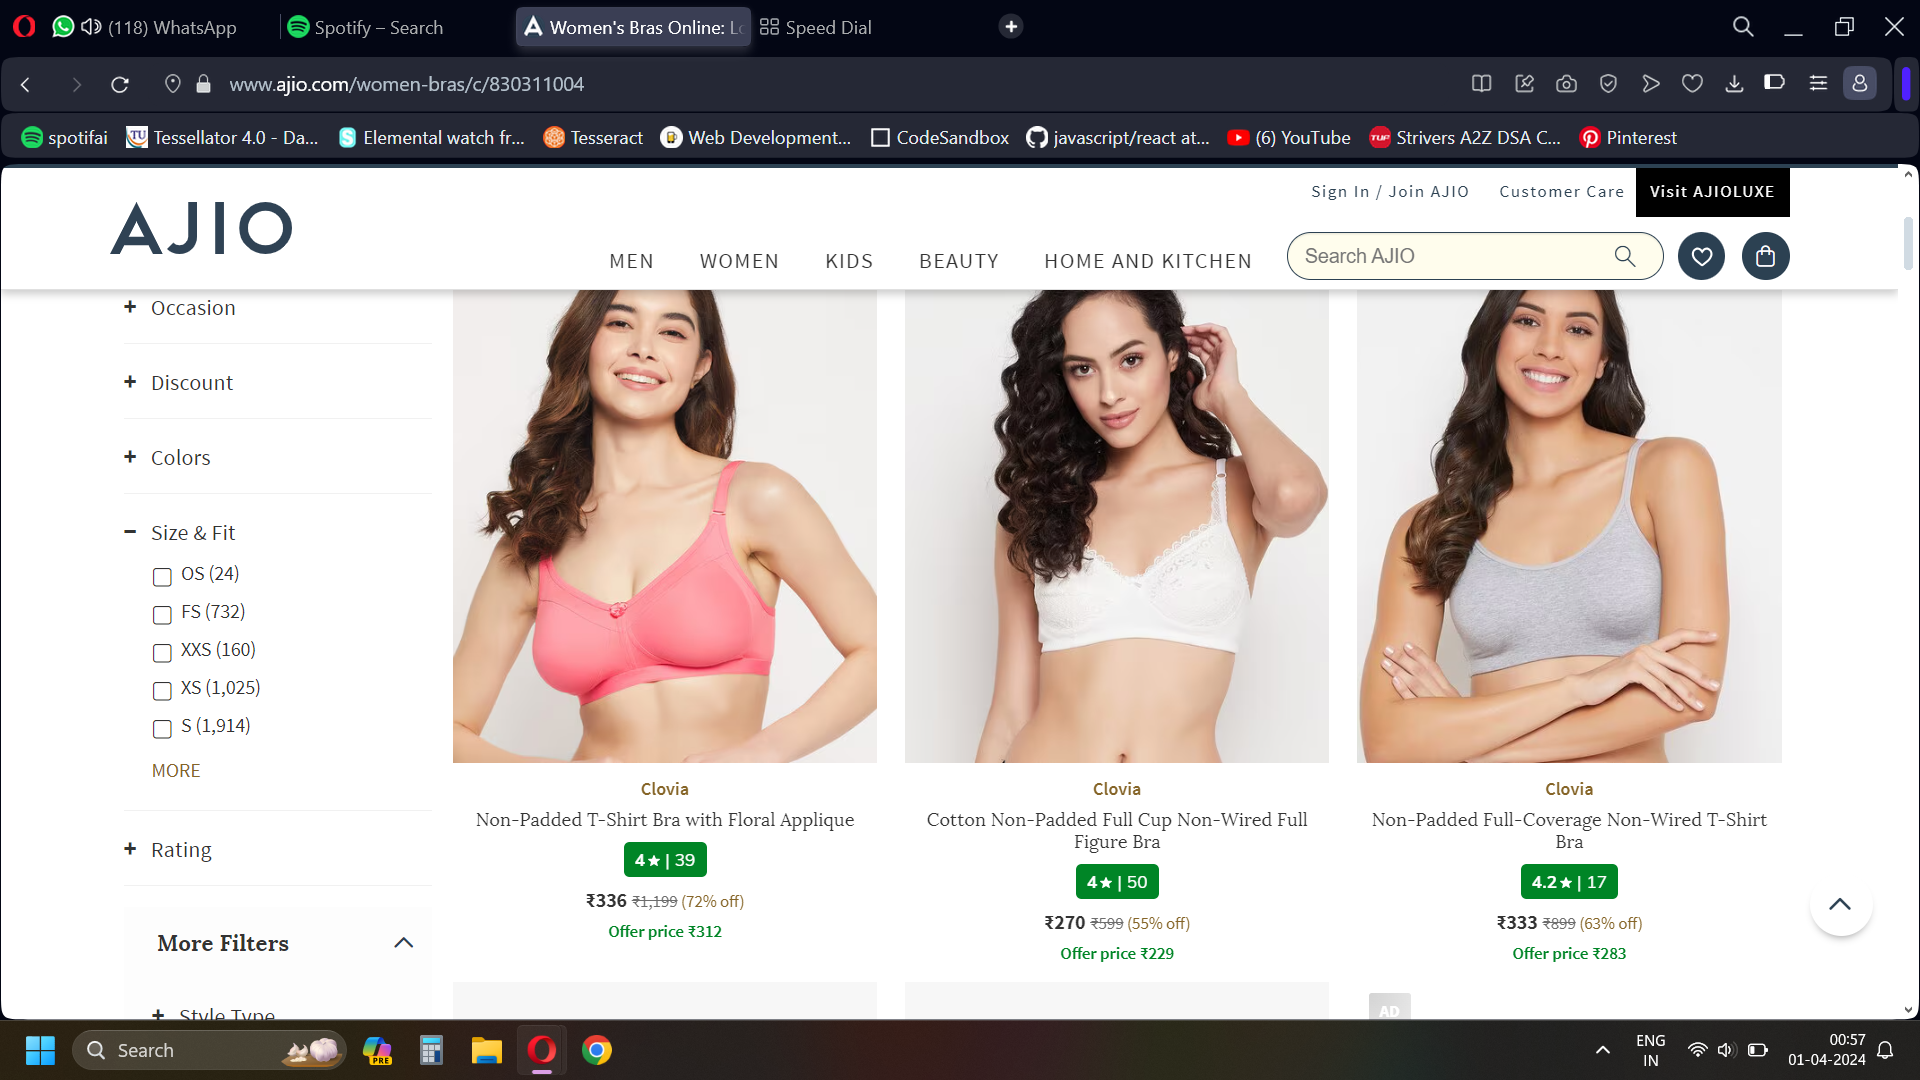 (118) WhatsApp
Spotify – Search
Women's Bras Online: Lo
Speed Dial
www.ajio.com/women-bras/c/830311004
spotifai
Tessellator 4.0 - Da...
Elemental watch fr...
Tesseract
Web Development...
CodeSandbox
javascript/react at...
(6) YouTube
Strivers A2Z DSA C...
Pinterest
Sign In / Join AJIO
Customer Care
Visit AJIOLUXE
AJIO
MEN
WOMEN
KIDS
BEAUTY
HOME AND KITCHEN
Search AJIO
+ Occasion
+ Discount
+ Colors
− Size & Fit
OS (24)
FS (732)
XXS (160)
XS (1,025)
S (1,914)
MORE
+ Rating
More Filters
+ Style Type
Clovia
Non-Padded T-Shirt Bra with Floral Applique
4★ | 39
₹336 ₹1,199 (72% off)
Offer price ₹312
Clovia
Cotton Non-Padded Full Cup Non-Wired Full
Figure Bra
4★ | 50
₹270 ₹599 (55% off)
Offer price ₹229
Clovia
Non-Padded Full-Coverage Non-Wired T-Shirt
Bra
4.2★ | 17
₹333 ₹899 (63% off)
Offer price ₹283
AD
Search
PRE
ENG
IN
00:57
01-04-2024